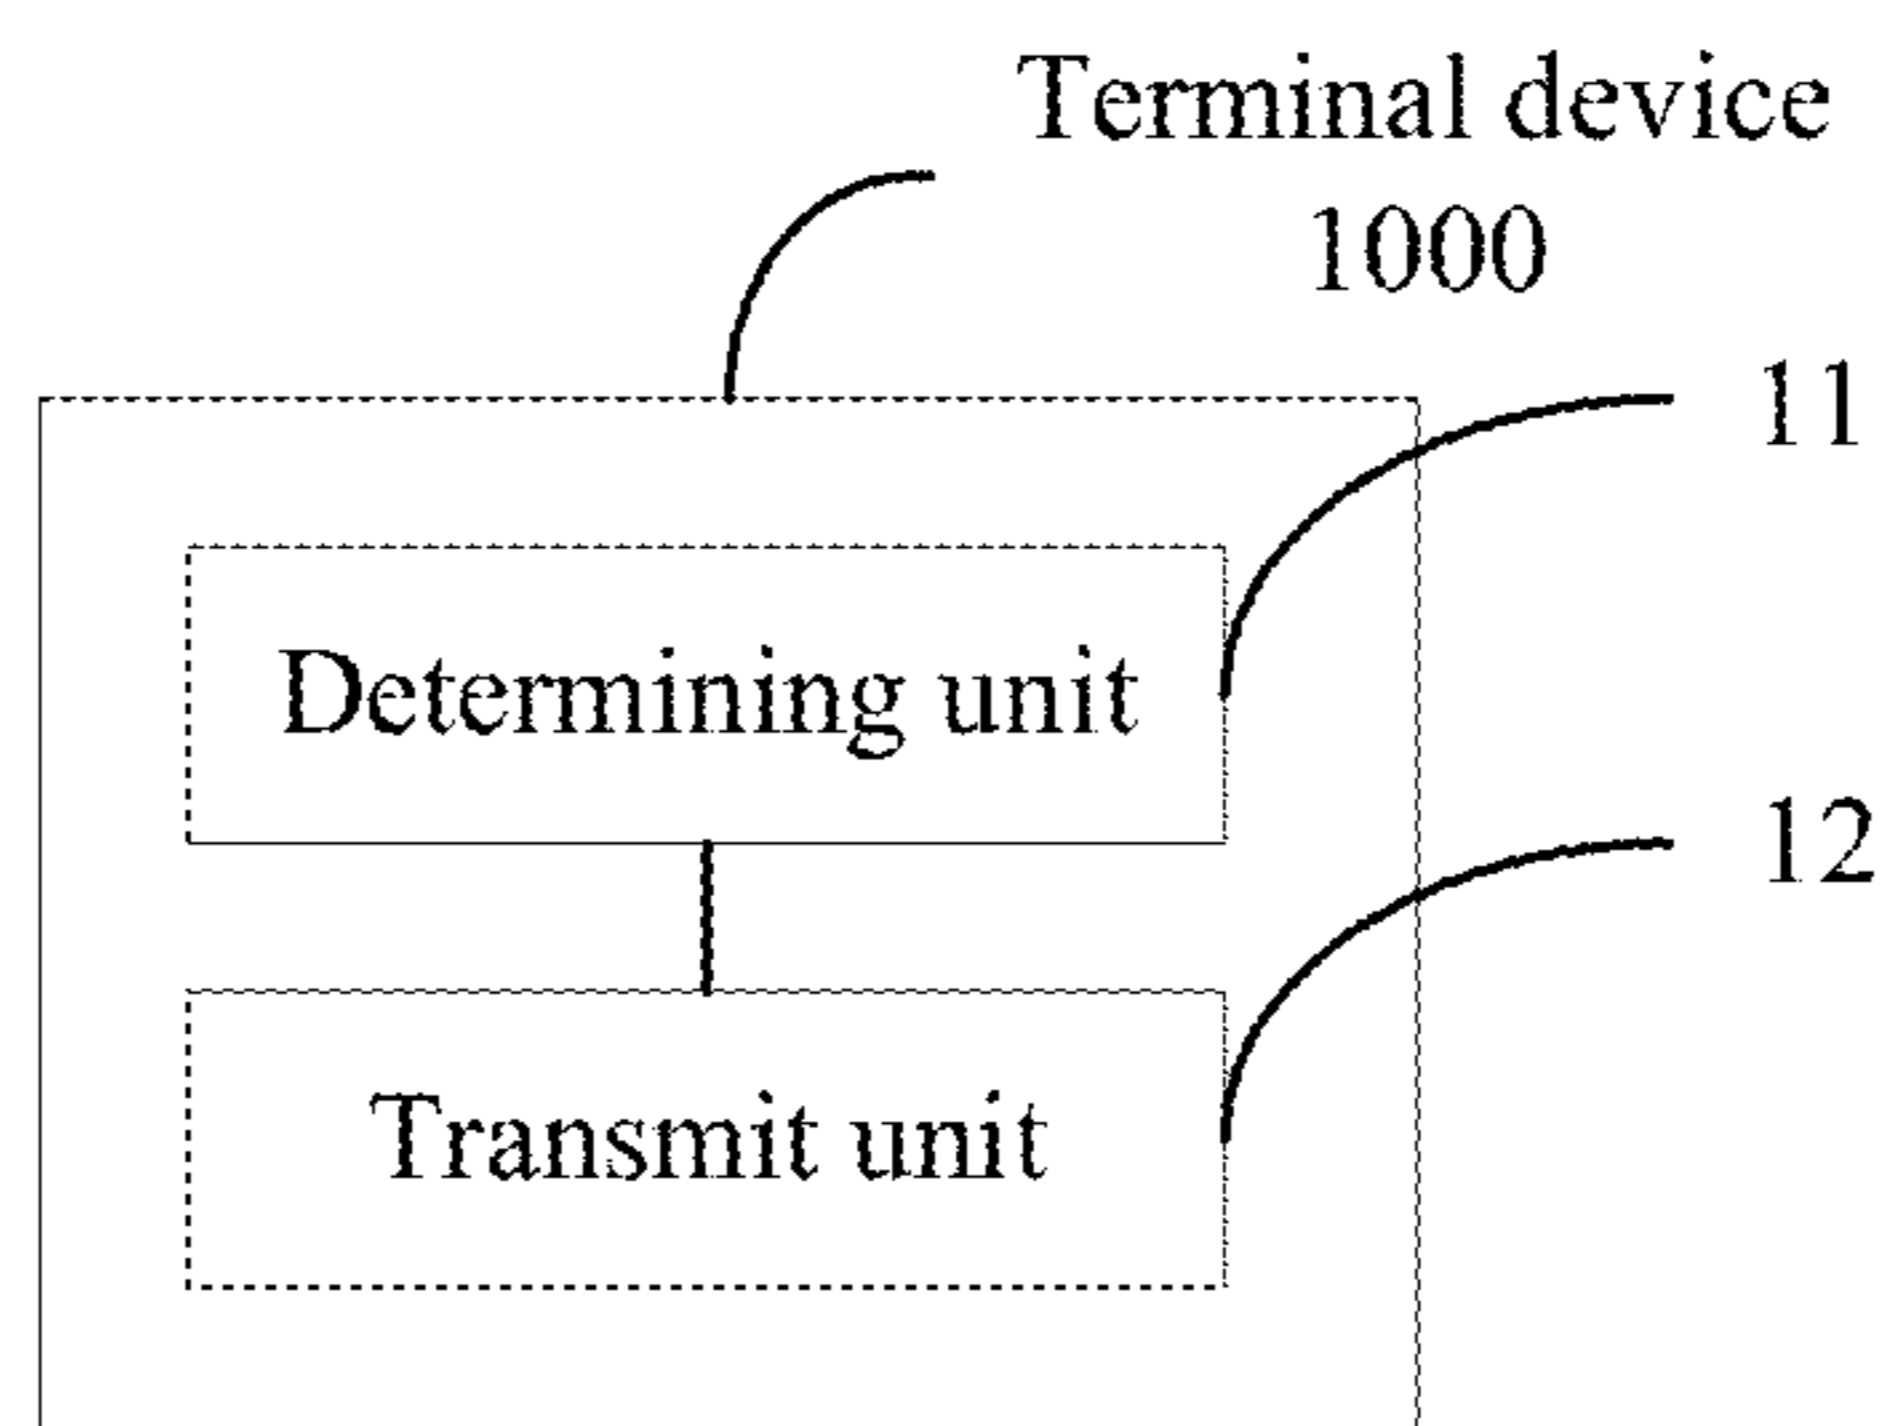 Terminal device
1000
11
Determining unit
12
Transmit unit